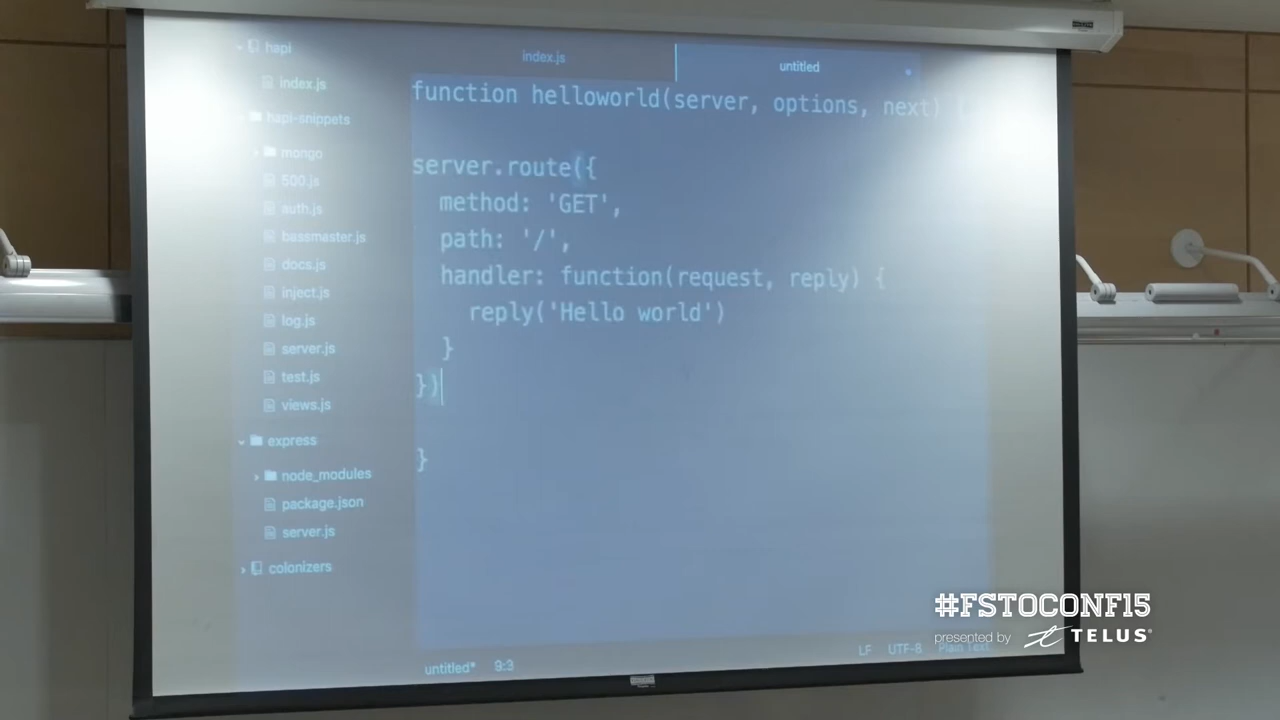 hapi
index.js
hapi-snippets
mongo
500.js
auth.js
bassmaster.js
docs.js
inject.js
log.js
server.js
test.js
views.js
express
node_modules
package.json
server.js
colonizers
index.js
untitled
function helloworld(server, options, next) {
server.route({
method: 'GET',
path: '/',
handler: function(request, reply) {
reply('Hello world')
}
})
}
untitled* 9:3
LF UTF-8 Plain Text
#FSTOCONF15
presented by TELUS